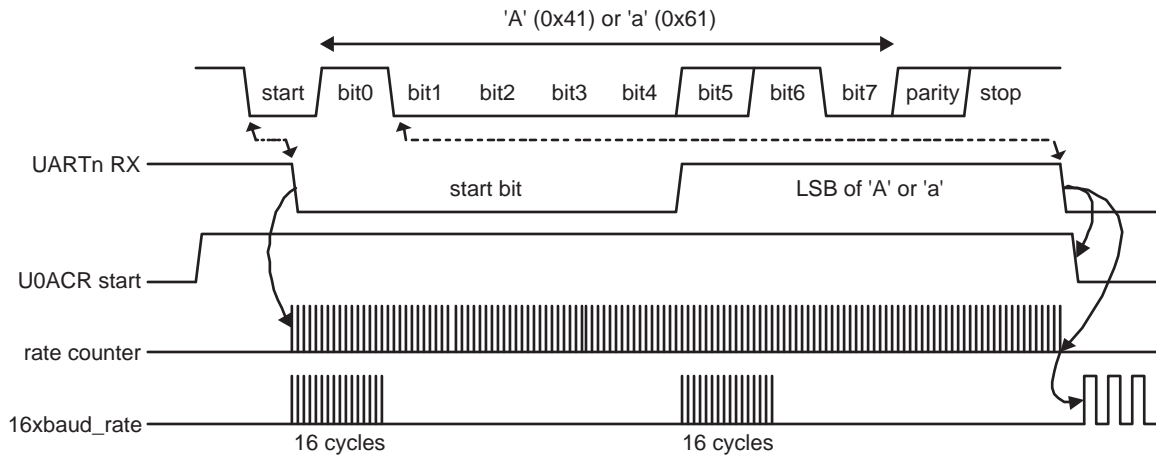 'A' (0x41) or 'a' (0x61)
start bit0 bit1 bit2 bit3 bit4 bit5 bit6 bit7 parity stop
UARTn RX
start bit LSB of 'A' or 'a'
U0ACR start
rate counter
16xbaud_rate
16 cycles 16 cycles